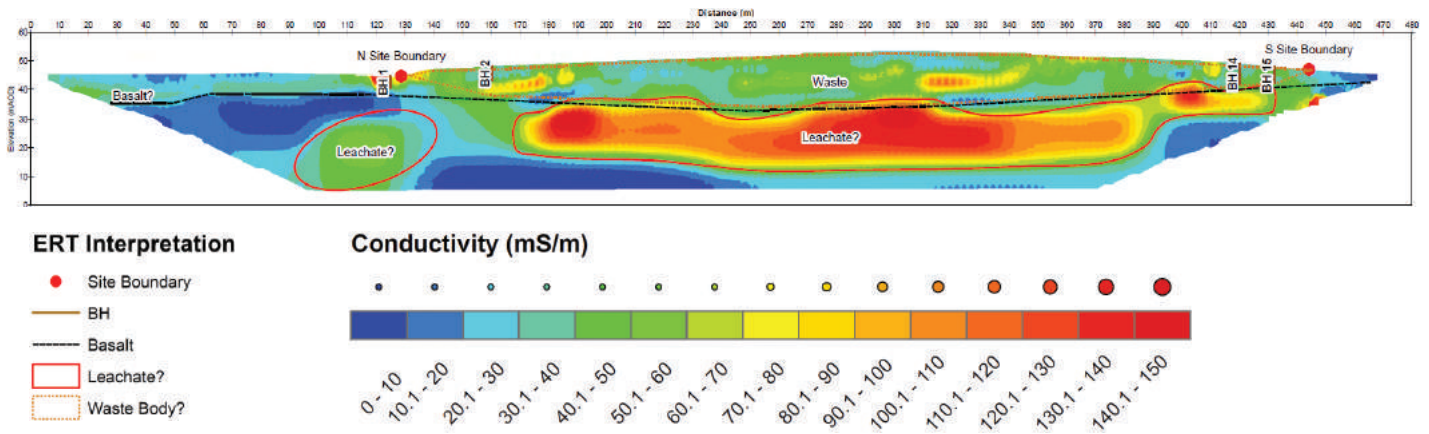 Distance (m)
0 10 20 30 40 50 60 70 80 90 100 110 120 130 140 150 160 170 180 190 200 210 220 230 240 250 260 270 280 290 300 310 320 330 340 350 360 370 380 390 400 410 420 430 440 450 460 470 480
60
50
40
30
20
10
0
N Site Boundary
S Site Boundary
BH 1
BH 2
BH 14
BH 15
Waste
Basalt?
Leachate?
Leachate?
ERT Interpretation
Site Boundary
BH
Basalt
Leachate?
Waste Body?
Conductivity (mS/m)
0 - 10
10.1 - 20
20.1 - 30
30.1 - 40
40.1 - 50
50.1 - 60
60.1 - 70
70.1 - 80
80.1 - 90
90.1 - 100
100.1 - 110
110.1 - 120
120.1 - 130
130.1 - 140
140.1 - 150